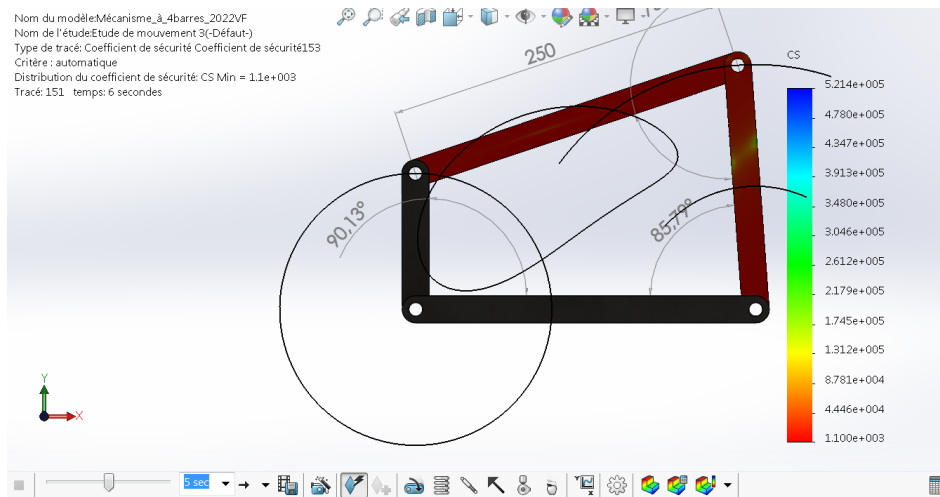 Nom du modèle:Mécanisme_à_4barres_2022VF
Nom de l'étude:Etude de mouvement 3(-Défaut-)
Type de tracé: Coefficient de sécurité Coefficient de sécurité153
Critère : automatique
Distribution du coefficient de sécurité: CS Min = 1.1e+003
Tracé: 151 temps: 6 secondes
250
CS
5.214e+005
4.780e+005
4.347e+005
3.913e+005
3.480e+005
3.046e+005
2.612e+005
2.179e+005
1.745e+005
1.312e+005
8.781e+004
4.446e+004
1.100e+003
90,13°
85,79°
Y
X
5 sec